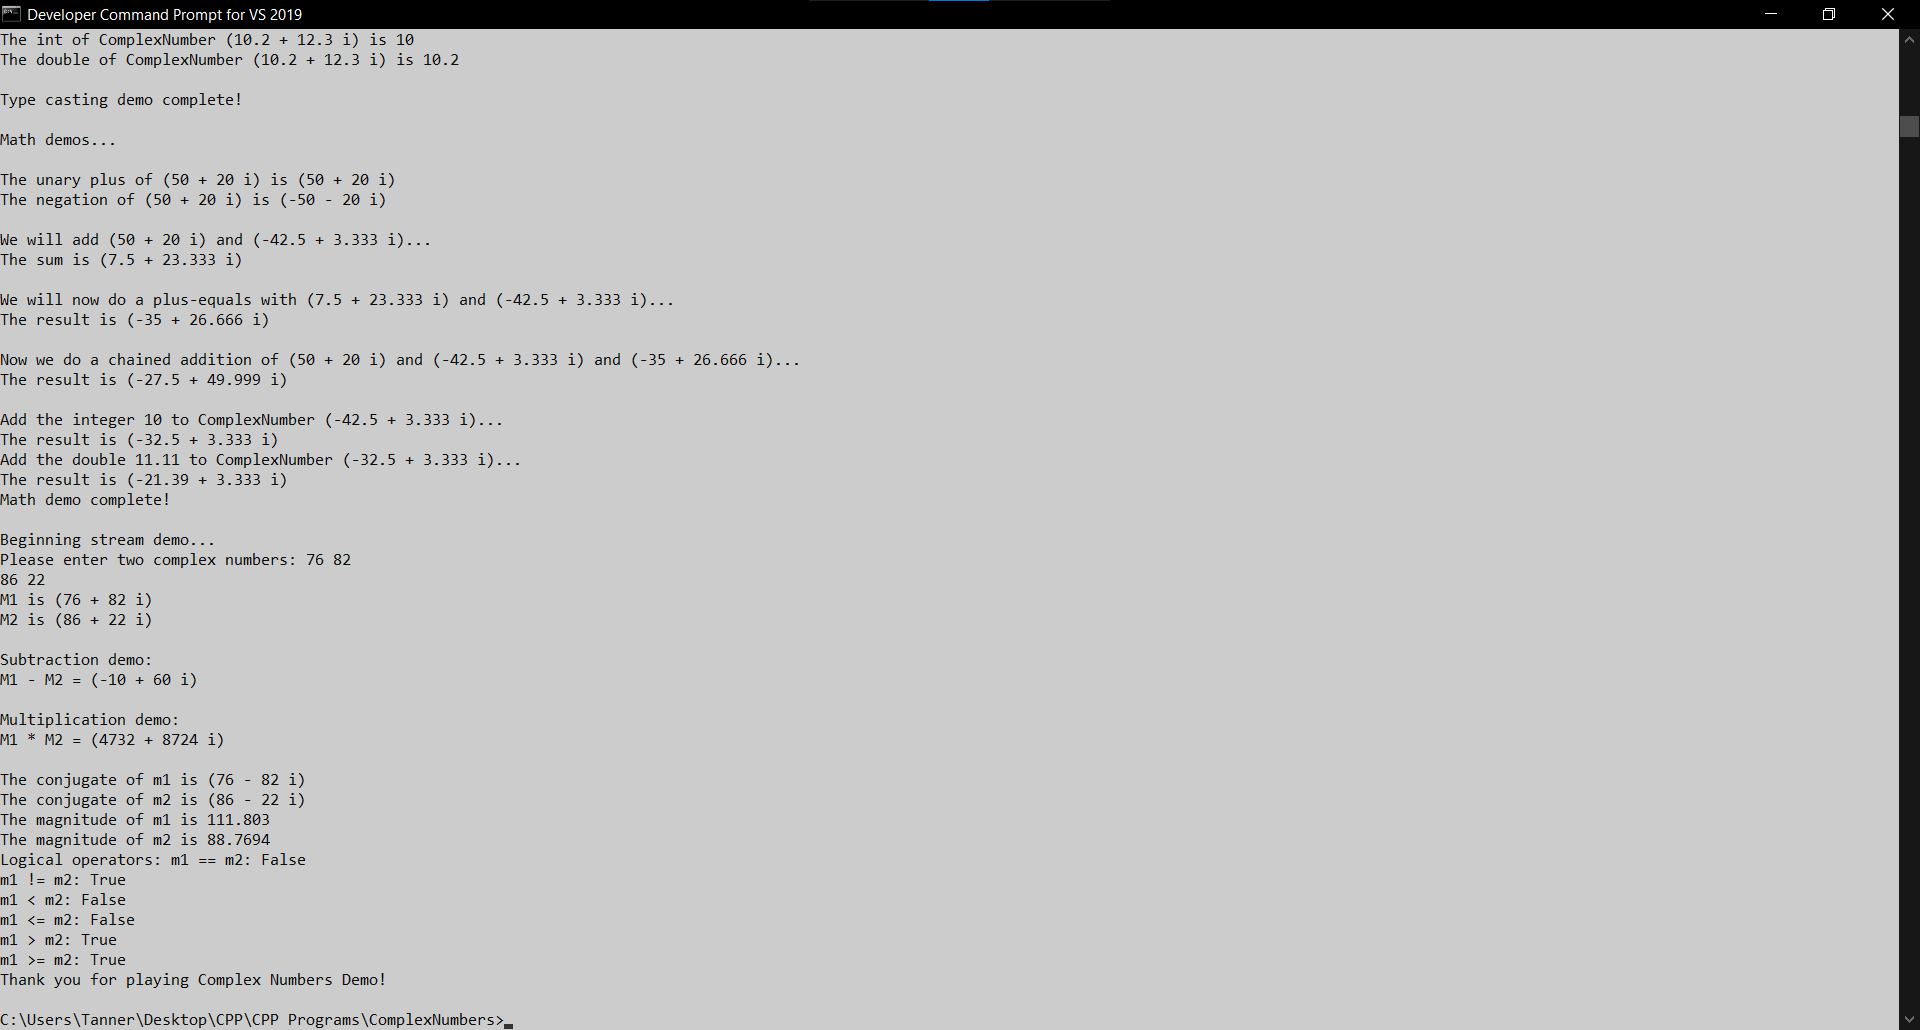 Developer Command Prompt for VS 2019
The int of ComplexNumber (10.2 + 12.3 i) is 10
The double of ComplexNumber (10.2 + 12.3 i) is 10.2
Type casting demo complete!
Math demos...
The unary plus of (50 + 20 i) is (50 + 20 i)
The negation of (50 + 20 i) is (-50 - 20 i)
We will add (50 + 20 i) and (-42.5 + 3.333 i)...
The sum is (7.5 + 23.333 i)
We will now do a plus-equals with (7.5 + 23.333 i) and (-42.5 + 3.333 i)...
The result is (-35 + 26.666 i)
Now we do a chained addition of (50 + 20 i) and (-42.5 + 3.333 i) and (-35 + 26.666 i)...
The result is (-27.5 + 49.999 i)
Add the integer 10 to ComplexNumber (-42.5 + 3.333 i)...
The result is (-32.5 + 3.333 i)
Add the double 11.11 to ComplexNumber (-32.5 + 3.333 i)...
The result is (-21.39 + 3.333 i)
Math demo complete!
Beginning stream demo...
Please enter two complex numbers: 76 82
86 22
M1 is (76 + 82 i)
M2 is (86 + 22 i)
Subtraction demo:
M1 - M2 = (-10 + 60 i)
Multiplication demo:
M1 * M2 = (4732 + 8724 i)
The conjugate of m1 is (76 - 82 i)
The conjugate of m2 is (86 - 22 i)
The magnitude of m1 is 111.803
The magnitude of m2 is 88.7694
Logical operators: m1 == m2: False
m1 != m2: True
m1 < m2: False
m1 <= m2: False
m1 > m2: True
m1 >= m2: True
Thank you for playing Complex Numbers Demo!
C:\Users\Tanner\Desktop\CPP\CPP Programs\ComplexNumbers>